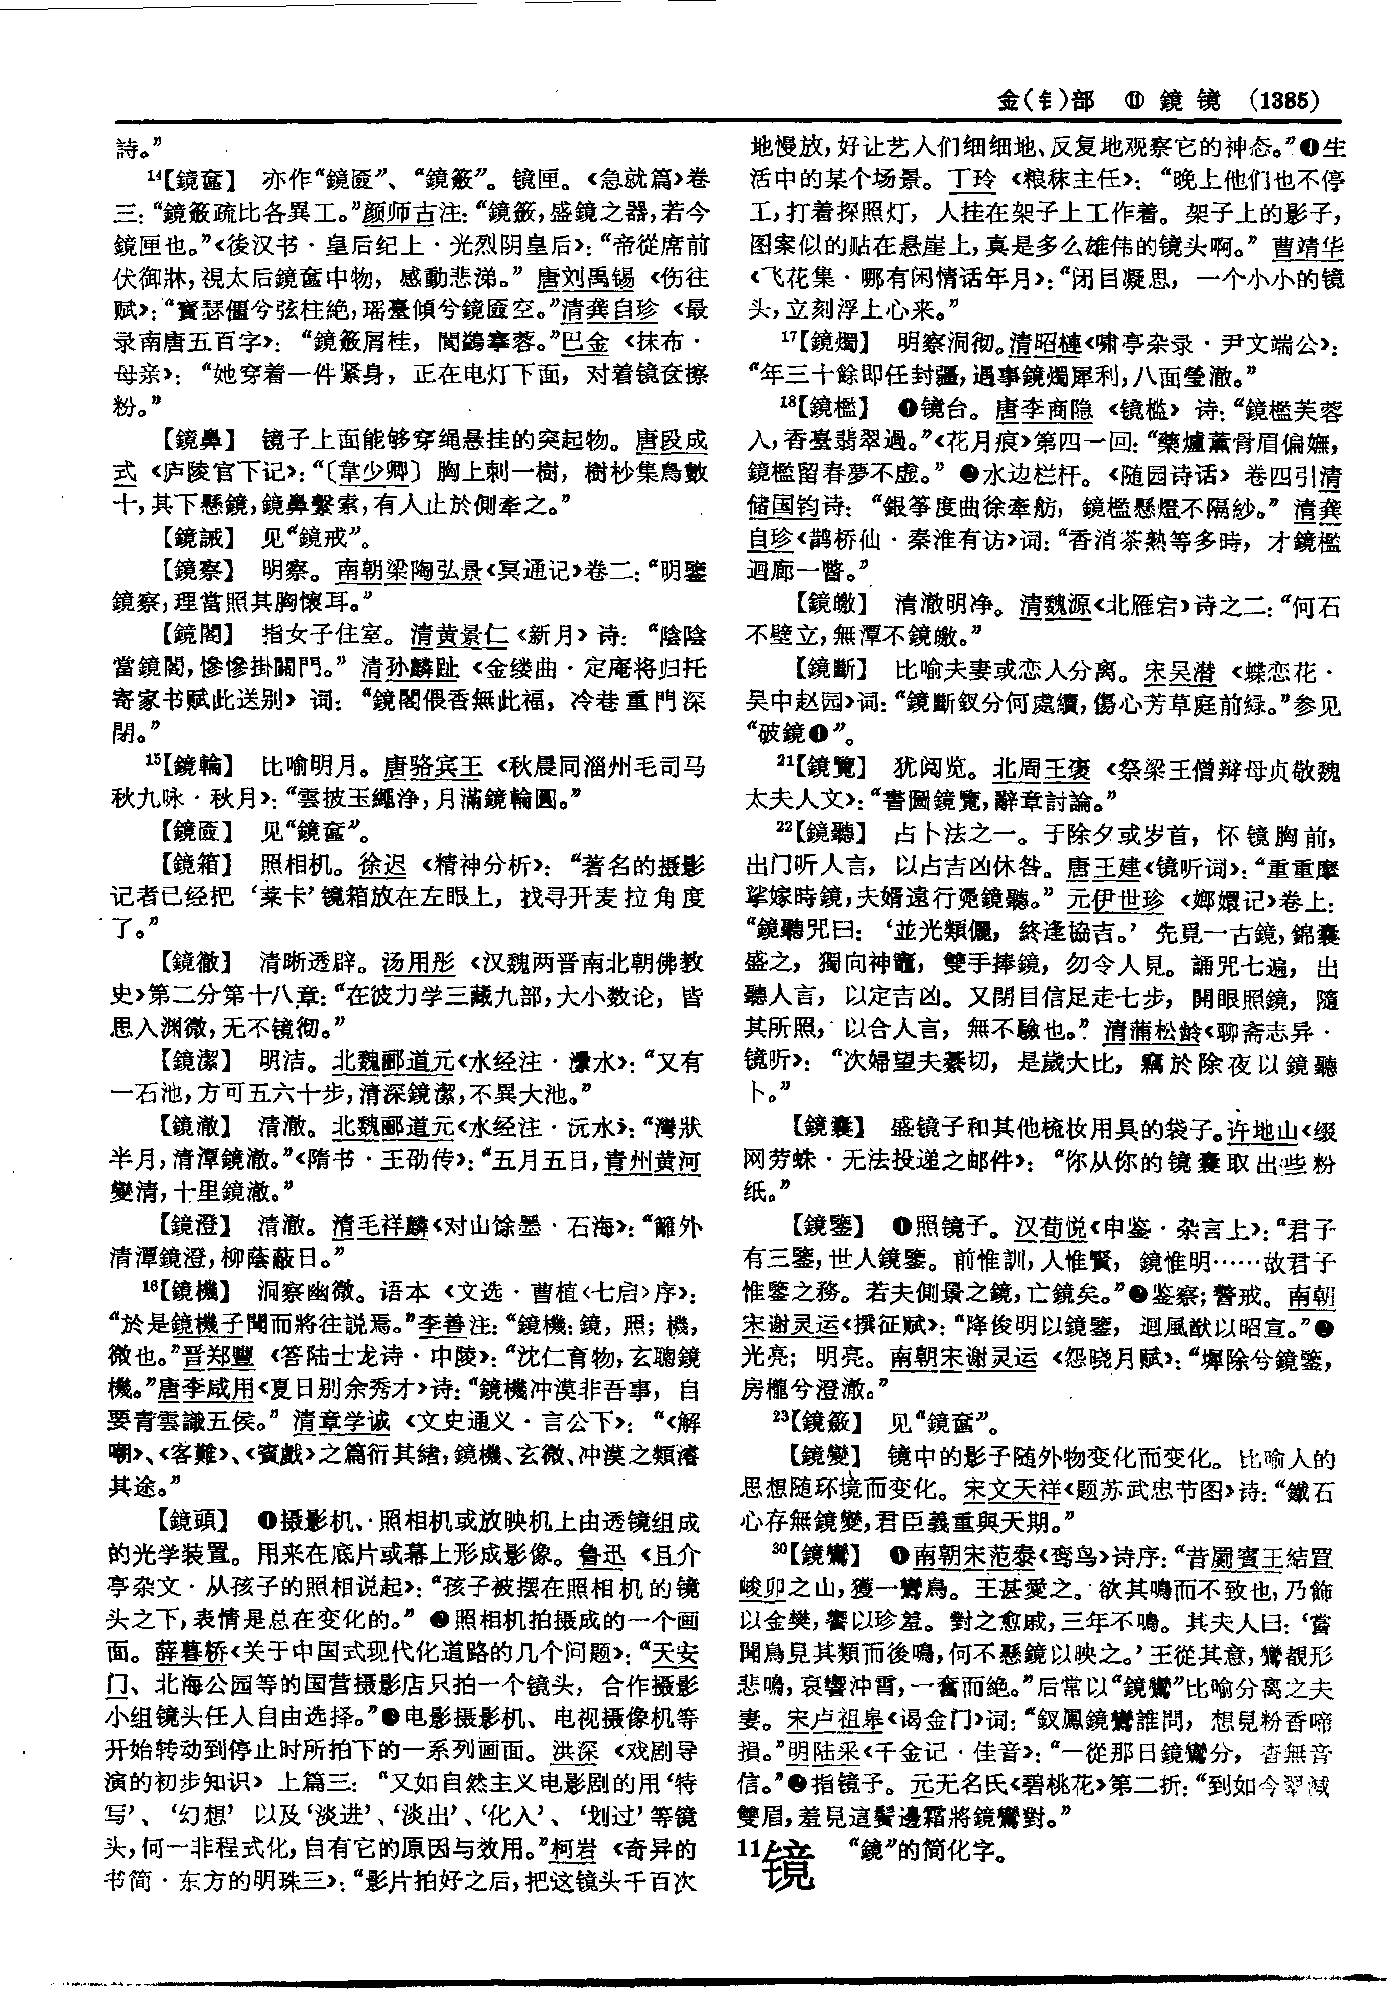 金(钅)部 ⑪ 鏡 镜 (1385)
詩。”
14【鏡奩】 亦作“鏡匳”、“鏡籢”。镜匣。《急就篇》卷
三：“鏡籢疏比各異工。”颜师古注：“鏡籢，盛鏡之器，若今
鏡匣也。”《後汉书·皇后纪上·光烈阴皇后》：“帝從席前
伏御牀，視太后鏡奩中物，感動悲涕。” 唐刘禹锡《伤往
赋》：“寶瑟僵兮弦柱絶，瑶臺傾兮鏡匳空。”清龚自珍《最
录南唐五百字》：“鏡籢屑桂，閩鷁搴蓉。”巴金《抹布·
母亲》：“她穿着一件紧身，正在电灯下面，对着镜奁擦
粉。”
【鏡鼻】 镜子上面能够穿绳悬挂的突起物。唐段成
式《庐陵官下记》：“〔韋少卿〕胸上刺一樹，樹杪集鳥數
十，其下懸鏡，鏡鼻繫索，有人止於側牽之。”
【鏡誡】 见“鏡戒”。
【鏡察】 明察。南朝梁陶弘景《冥通记》卷二：“明鑒
鏡察，理當照其胸懷耳。”
【鏡閣】 指女子住室。清黄景仁《新月》诗：“陰陰
當鏡閣，慘慘掛闘門。” 清孙麟趾《金缕曲·定庵将归托
寄家书赋此送别》词：“鏡閣偎香無此福，冷巷重門深
閉。”
15【鏡輪】 比喻明月。唐骆宾王《秋晨同淄州毛司马
秋九咏·秋月》：“雲披玉繩净，月滿鏡輪圓。”
【鏡匳】 见“鏡奩”。
【鏡箱】 照相机。徐迟《精神分析》：“著名的摄影
记者已经把‘莱卡’镜箱放在左眼上，找寻开麦拉角度
了。”
【鏡徹】 清晰透辟。汤用彤《汉魏两晋南北朝佛教
史》第二分第十八章：“在彼力学三藏九部，大小数论，皆
思入渊微，无不镜彻。”
【鏡潔】 明洁。北魏郦道元《水经注·灅水》：“又有
一石池，方可五六十步，清深鏡潔，不異大池。”
【鏡澈】 清澈。北魏郦道元《水经注·沅水》：“灣狀
半月，清潭鏡澈。”《隋书·王劭传》：“五月五日，青州黄河
變清，十里鏡澈。”
【鏡澄】 清澈。清毛祥麟《对山馀墨·石海》：“籬外
清潭鏡澄，柳蔭蔽日。”
16【鏡機】 洞察幽微。语本《文选·曹植〈七启〉序》：
“於是鏡機子聞而將往説焉。”李善注：“鏡機：鏡，照；機，
微也。”晋郑豐《答陆士龙诗·中陵》：“沈仁育物，玄聰鏡
機。”唐李咸用《夏日别余秀才》诗：“鏡機冲漠非吾事，自
要青雲識五侯。” 清章学诚《文史通义·言公下》：“《解
嘲》、《客難》、《賓戲》之篇衍其緒，鏡機、玄微、冲漠之類濬
其途。”
【鏡頭】 ❶摄影机、照相机或放映机上由透镜组成
的光学装置。用来在底片或幕上形成影像。鲁迅《且介
亭杂文·从孩子的照相说起》：“孩子被摆在照相机的镜
头之下，表情是总在变化的。” ❷照相机拍摄成的一个画
面。薛暮桥《关于中国式现代化道路的几个问题》：“天安
门、北海公园等的国营摄影店只拍一个镜头，合作摄影
小组镜头任人自由选择。”❸电影摄影机、电视摄像机等
开始转动到停止时所拍下的一系列画面。洪深《戏剧导
演的初步知识》上篇三：“又如自然主义电影剧的用‘特
写’、‘幻想’以及‘淡进’、‘淡出’、‘化入’、‘划过’等镜
头，何一非程式化，自有它的原因与效用。”柯岩《奇异的
书简·东方的明珠三》：“影片拍好之后，把这镜头千百次
地慢放，好让艺人们细细地、反复地观察它的神态。”❹生
活中的某个场景。丁玲《粮秣主任》：“晚上他们也不停
工，打着探照灯，人挂在架子上工作着。架子上的影子，
图案似的贴在悬崖上，真是多么雄伟的镜头啊。” 曹靖华
《飞花集·哪有闲情话年月》：“闭目凝思，一个小小的镜
头，立刻浮上心来。”
17【鏡燭】 明察洞彻。清昭槤《啸亭杂录·尹文端公》：
“年三十餘即任封疆，遇事鏡燭犀利，八面瑩澈。”
18【鏡檻】 ❶镜台。唐李商隐《镜槛》诗：“鏡檻芙蓉
入，香臺翡翠過。”《花月痕》第四一回：“藥爐薰骨眉偏嫵，
鏡檻留春夢不虚。” ❷水边栏杆。《随园诗话》卷四引清
储国钧诗：“銀筝度曲徐牽舫，鏡檻懸燈不隔紗。” 清龚
自珍《鹊桥仙·秦淮有访》词：“香消茶熱等多時，才鏡檻
迴廊一瞥。”
【鏡皦】 清澈明净。清魏源《北雁宕》诗之二：“何石
不壁立，無潭不鏡皦。”
【鏡斷】 比喻夫妻或恋人分离。宋吴潜《蝶恋花·
吴中赵园》词：“鏡斷釵分何處續，傷心芳草庭前緑。”参见
“破鏡❶”。
21【鏡覽】 犹阅览。北周王褒《祭梁王僧辩母贞敬魏
太夫人文》：“書圖鏡覽，辭章討論。”
22【鏡聽】 占卜法之一。于除夕或岁首，怀镜胸前，
出门听人言，以占吉凶休咎。唐王建《镜听词》：“重重摩
挲嫁時鏡，夫婿遠行凴鏡聽。” 元伊世珍《嫏嬛记》卷上：
“鏡聽咒曰：‘並光類儷，終逢協吉。’先覓一古鏡，錦囊
盛之，獨向神竈，雙手捧鏡，勿令人見。誦咒七遍，出
聽人言，以定吉凶。又閉目信足走七步，開眼照鏡，隨
其所照，以合人言，無不驗也。” 清蒲松龄《聊斋志异·
镜听》：“次婦望夫綦切，是歲大比，竊於除夜以鏡聽
卜。”
【鏡囊】 盛镜子和其他梳妆用具的袋子。许地山《缀
网劳蛛·无法投递之邮件》：“你从你的镜囊取出些粉
纸。”
【鏡鑒】 ❶照镜子。汉荀悦《申鉴·杂言上》：“君子
有三鑒，世人鏡鑒。前惟訓，人惟賢，鏡惟明……故君子
惟鑒之務。若夫側景之鏡，亡鏡矣。”❷鉴察；警戒。南朝
宋谢灵运《撰征赋》：“降俊明以鏡鑒，迴風猷以昭宣。”❸
光亮；明亮。南朝宋谢灵运《怨晓月赋》：“墀除兮鏡鑒，
房櫳兮澄澈。”
23【鏡籢】 见“鏡奩”。
【鏡變】 镜中的影子随外物变化而变化。比喻人的
思想随环境而变化。宋文天祥《题苏武忠节图》诗：“鐵石
心存無鏡變，君臣義重與天期。”
30【鏡鸞】 ❶南朝宋范泰《鸾鸟》诗序：“昔罽賓王結罝
峻卯之山，獲一鸞鳥。王甚愛之。欲其鳴而不致也，乃飾
以金樊，饗以珍羞。對之愈戚，三年不鳴。其夫人曰：‘嘗
聞鳥見其類而後鳴，何不懸鏡以映之。’王從其意，鸞覩形
悲鳴，哀響沖霄，一奮而絶。”后常以“鏡鸞”比喻分离之夫
妻。宋卢祖皋《谒金门》词：“釵鳳鏡鸞誰問，想見粉香啼
損。”明陆采《千金记·佳音》：“一從那日鏡鸞分，杳無音
信。”❷指镜子。元无名氏《碧桃花》第二折：“到如今翠減
雙眉，羞見這鬢邊霜將鏡鸞對。”
11镜 “鏡”的简化字。